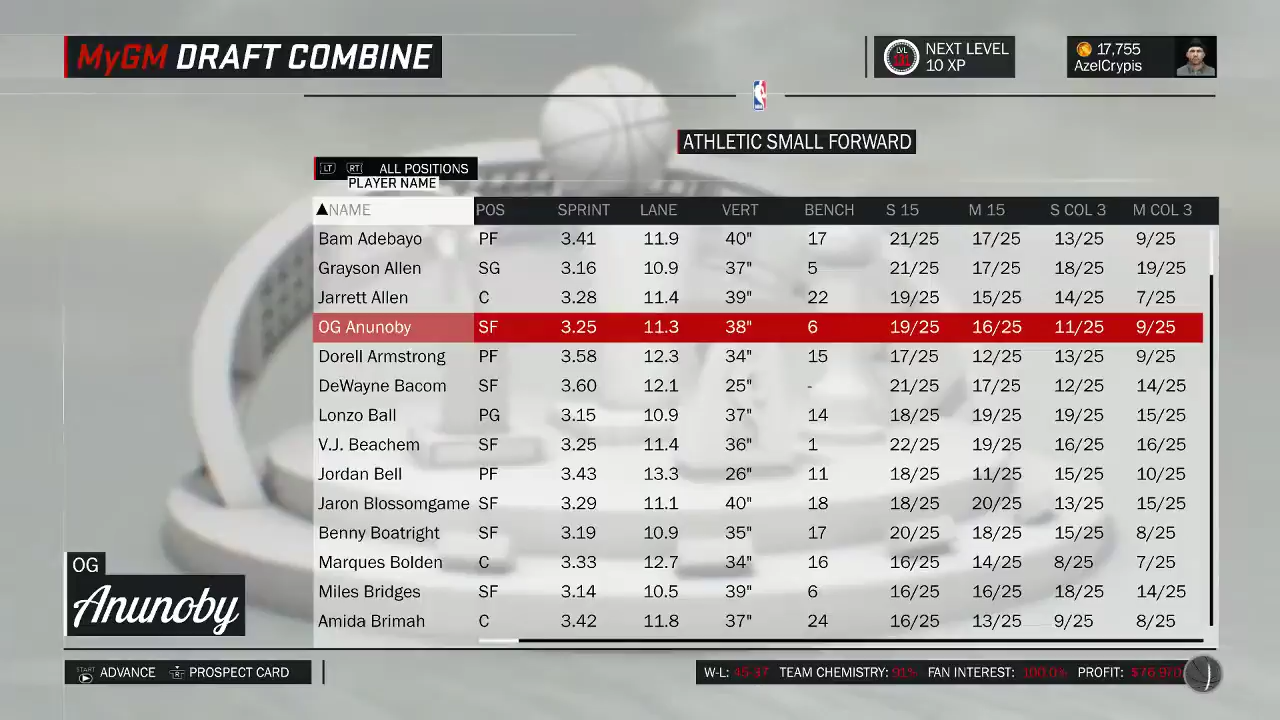 MyGM DRAFT COMBINE
NEXT LEVEL
10 XP
17,755
AzelCrypis
ATHLETIC SMALL FORWARD
LT RT ALL POSITIONS
PLAYER NAME
▲NAME POS SPRINT LANE VERT BENCH S 15 M 15 S COL 3 M COL 3
Bam Adebayo PF 3.41 11.9 40" 17 21/25 17/25 13/25 9/25
Grayson Allen SG 3.16 10.9 37" 5 21/25 17/25 18/25 19/25
Jarrett Allen C 3.28 11.4 39" 22 19/25 15/25 14/25 7/25
OG Anunoby SF 3.25 11.3 38" 6 19/25 16/25 11/25 9/25
Dorell Armstrong PF 3.58 12.3 34" 15 17/25 12/25 13/25 9/25
DeWayne Bacom SF 3.60 12.1 25" - 21/25 17/25 12/25 14/25
Lonzo Ball PG 3.15 10.9 37" 14 18/25 19/25 19/25 15/25
V.J. Beachem SF 3.25 11.4 36" 1 22/25 19/25 16/25 16/25
Jordan Bell PF 3.43 13.3 26" 11 18/25 11/25 15/25 10/25
Jaron Blossomgame SF 3.29 11.1 40" 18 18/25 20/25 13/25 15/25
Benny Boatright SF 3.19 10.9 35" 17 20/25 18/25 15/25 8/25
Marques Bolden C 3.33 12.7 34" 16 16/25 14/25 8/25 7/25
Miles Bridges SF 3.14 10.5 39" 6 16/25 16/25 18/25 14/25
Amida Brimah C 3.42 11.8 37" 24 16/25 13/25 9/25 8/25
OG
Anunoby
START ADVANCE R PROSPECT CARD
W-L: 45-37 TEAM CHEMISTRY: 91% FAN INTEREST: 100.0% PROFIT: